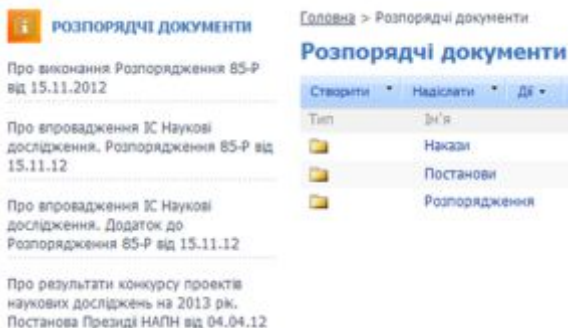 РОЗПОРЯДЧІ ДОКУМЕНТИ
Про виконання Розпорядження 85-Р
від 15.11.2012
Про впровадження ІС Наукові
дослідження. Розпорядження 85-Р від
15.11.12
Про впровадження ІС Наукові
дослідження. Додаток до
Розпорядження 85-Р від 15.11.12
Про результати конкурсу проектів
наукових досліджень на 2013 рік.
Постанова Президі НАПН від 04.04.12
Головна > Розпорядчі документи
Розпорядчі документи
Створити Надіслати Дії
Тип Ім'я
Накази
Постанови
Розпорядження